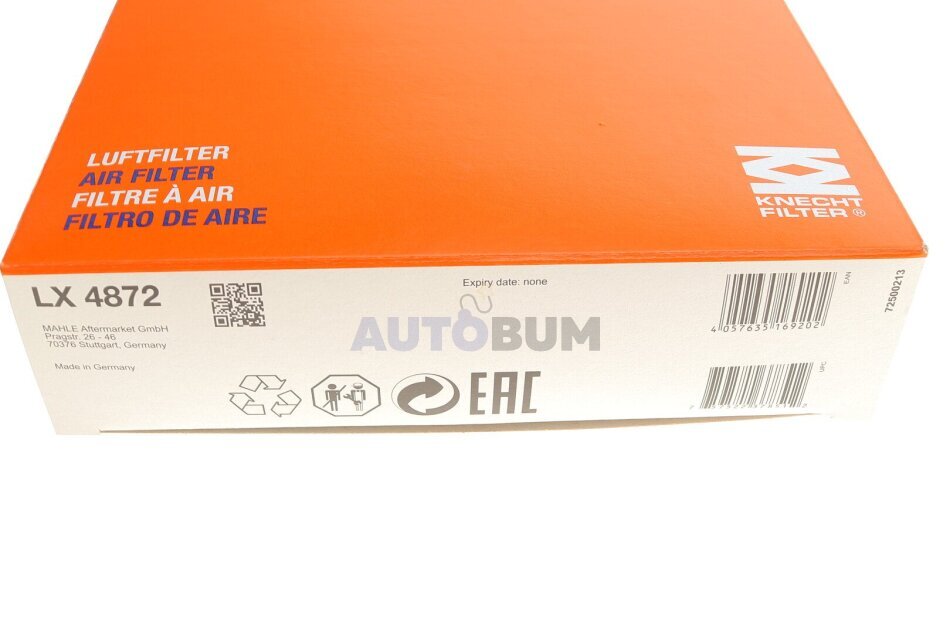 LUFTFILTER
AIR FILTER
FILTRE À AIR
FILTRO DE AIRE
KNECHT
FILTER®
LX 4872
MAHLE Aftermarket GmbH
Pragstr. 26 - 46
70376 Stuttgart, Germany
Made in Germany
Expiry date: none
AUTOBUM
EAC
EAN
4 057635 169202
UPC
72500213